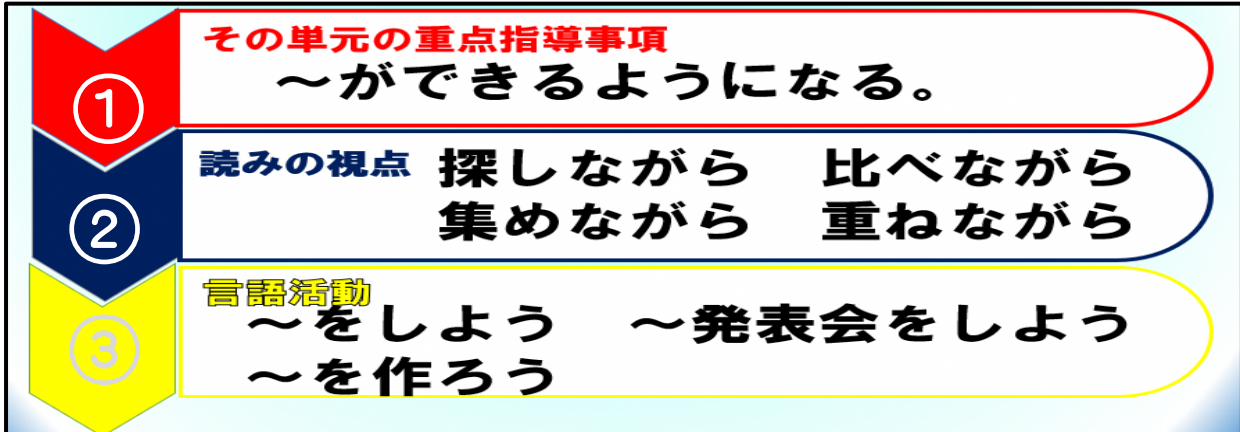 ①
その単元の重点指導事項
～ができるようになる。
②
読みの視点 探しながら 比べながら
集めながら 重ねながら
③
言語活動
～をしよう ～発表会をしよう
～を作ろう